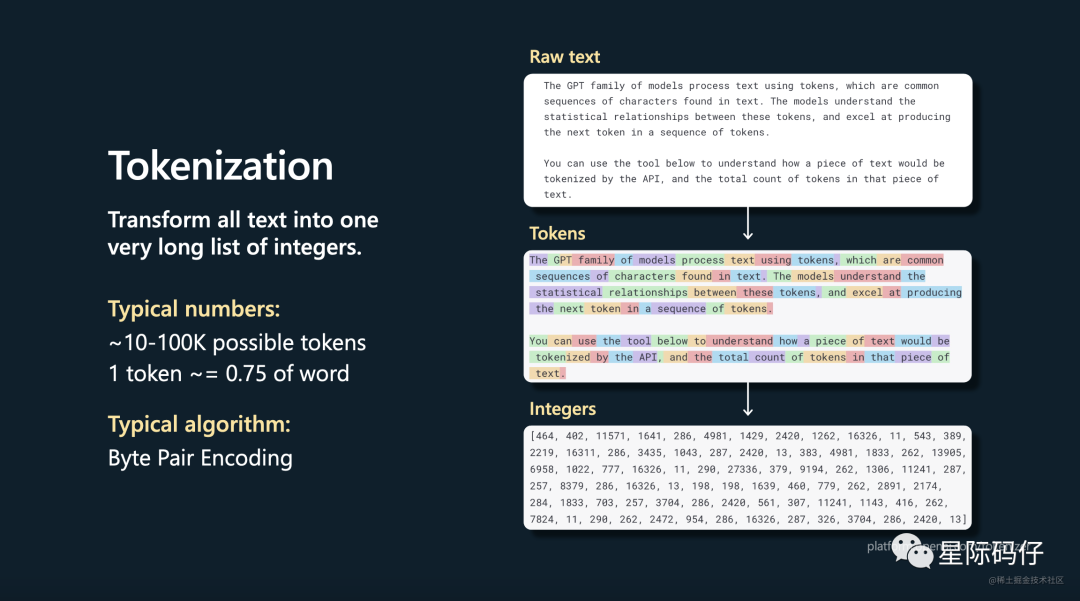 Tokenization
Transform all text into one
very long list of integers.
Typical numbers:
~10-100K possible tokens
1 token ~= 0.75 of word
Typical algorithm:
Byte Pair Encoding
Raw text
The GPT family of models process text using tokens, which are common
sequences of characters found in text. The models understand the
statistical relationships between these tokens, and excel at producing
the next token in a sequence of tokens.
You can use the tool below to understand how a piece of text would be
tokenized by the API, and the total count of tokens in that piece of
text.
Tokens
The GPT family of models process text using tokens, which are common
sequences of characters found in text. The models understand the
statistical relationships between these tokens, and excel at producing
the next token in a sequence of tokens.
You can use the tool below to understand how a piece of text would be
tokenized by the API, and the total count of tokens in that piece of
text.
Integers
[464, 402, 11571, 1641, 286, 4981, 1429, 2420, 1262, 16326, 11, 543, 389,
2219, 16311, 286, 3435, 1043, 287, 2420, 13, 383, 4981, 1833, 262, 13905,
6958, 1022, 777, 16326, 11, 290, 27336, 379, 9194, 262, 1306, 11241, 287,
257, 8379, 286, 16326, 13, 198, 198, 1639, 460, 779, 262, 2891, 2174,
284, 1833, 703, 257, 3704, 286, 2420, 561, 307, 11241, 1143, 416, 262,
7824, 11, 290, 262, 2472, 954, 286, 16326, 287, 326, 3704, 286, 2420, 13]
星际码仔
@稀土掘金技术社区